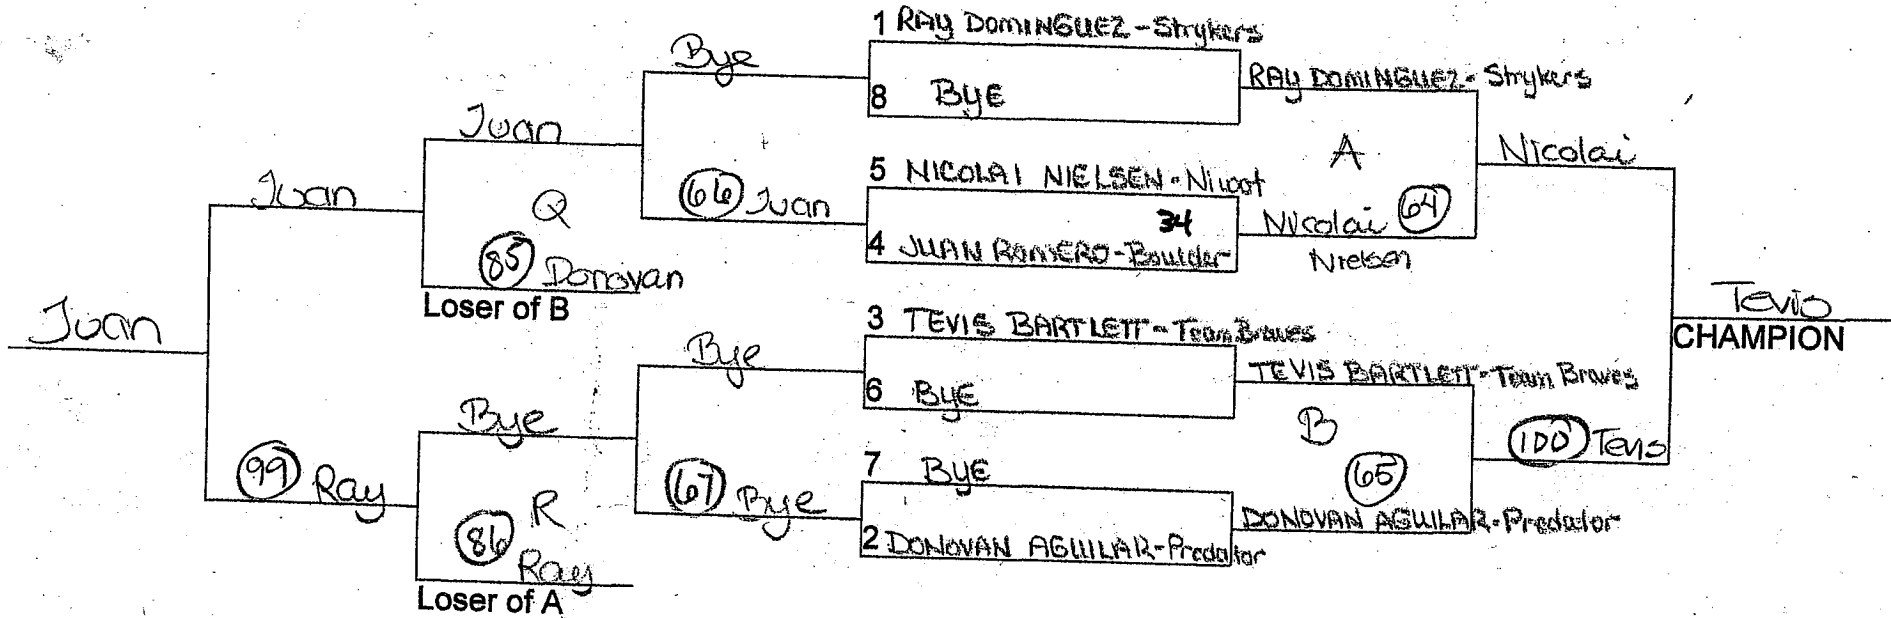 1 RAY DOMINGUEZ - Strykers
Bye
RAY DOMINGUEZ - Strykers
8 BYE
Juan
A
Nicolai
5 NICOLAI NIELSEN - Niwot
Juan
Q
66 Juan
34
Nicolai 64
Nielsen
4 JUAN ROMERO - Boulder
85 Donovan
Loser of B
Juan
3 TEVIS BARTLETT - Team Braves
Tevis
CHAMPION
Bye
TEVIS BARTLETT - Team Braves
6 BYE
Bye
B
100 Tevis
7 BYE
65
99 Ray
67 Bye
R
86
DONOVAN AGUILAR - Predator
2 DONOVAN AGUILAR - Predator
Ray
Loser of A